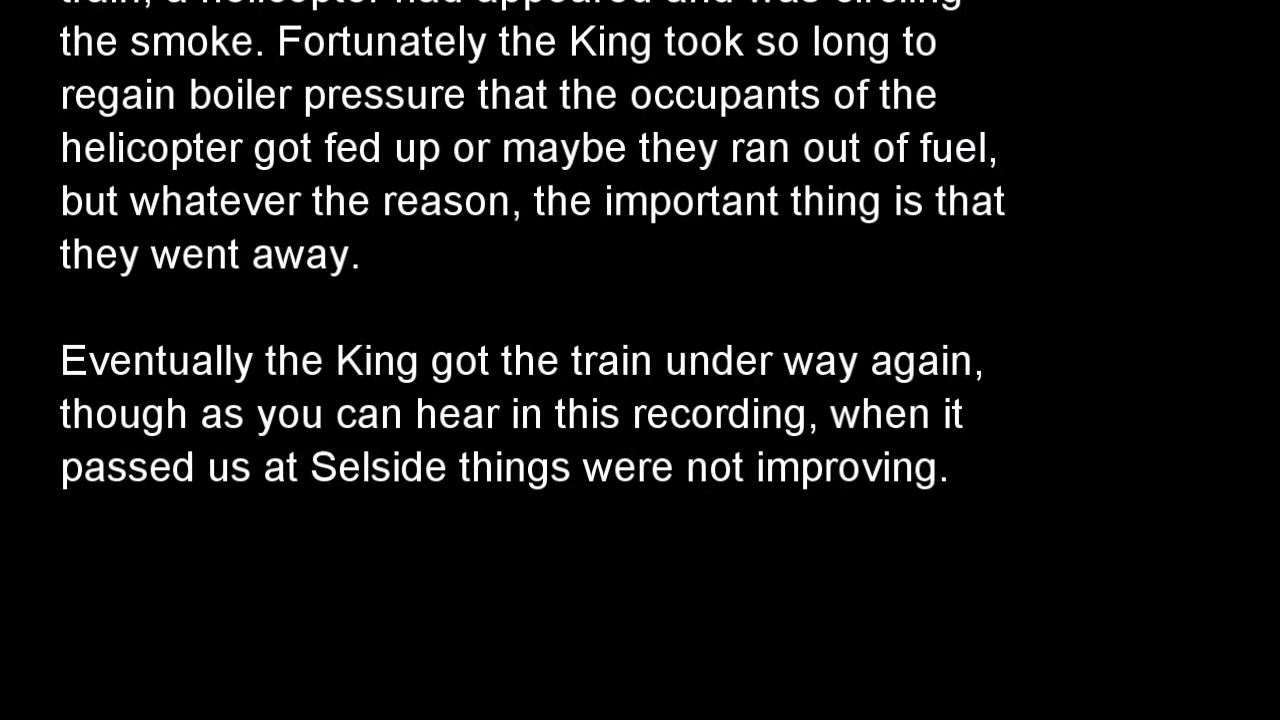 train, a helicopter had appeared and was circling
the smoke. Fortunately the King took so long to
regain boiler pressure that the occupants of the
helicopter got fed up or maybe they ran out of fuel,
but whatever the reason, the important thing is that
they went away.
Eventually the King got the train under way again,
though as you can hear in this recording, when it
passed us at Selside things were not improving.